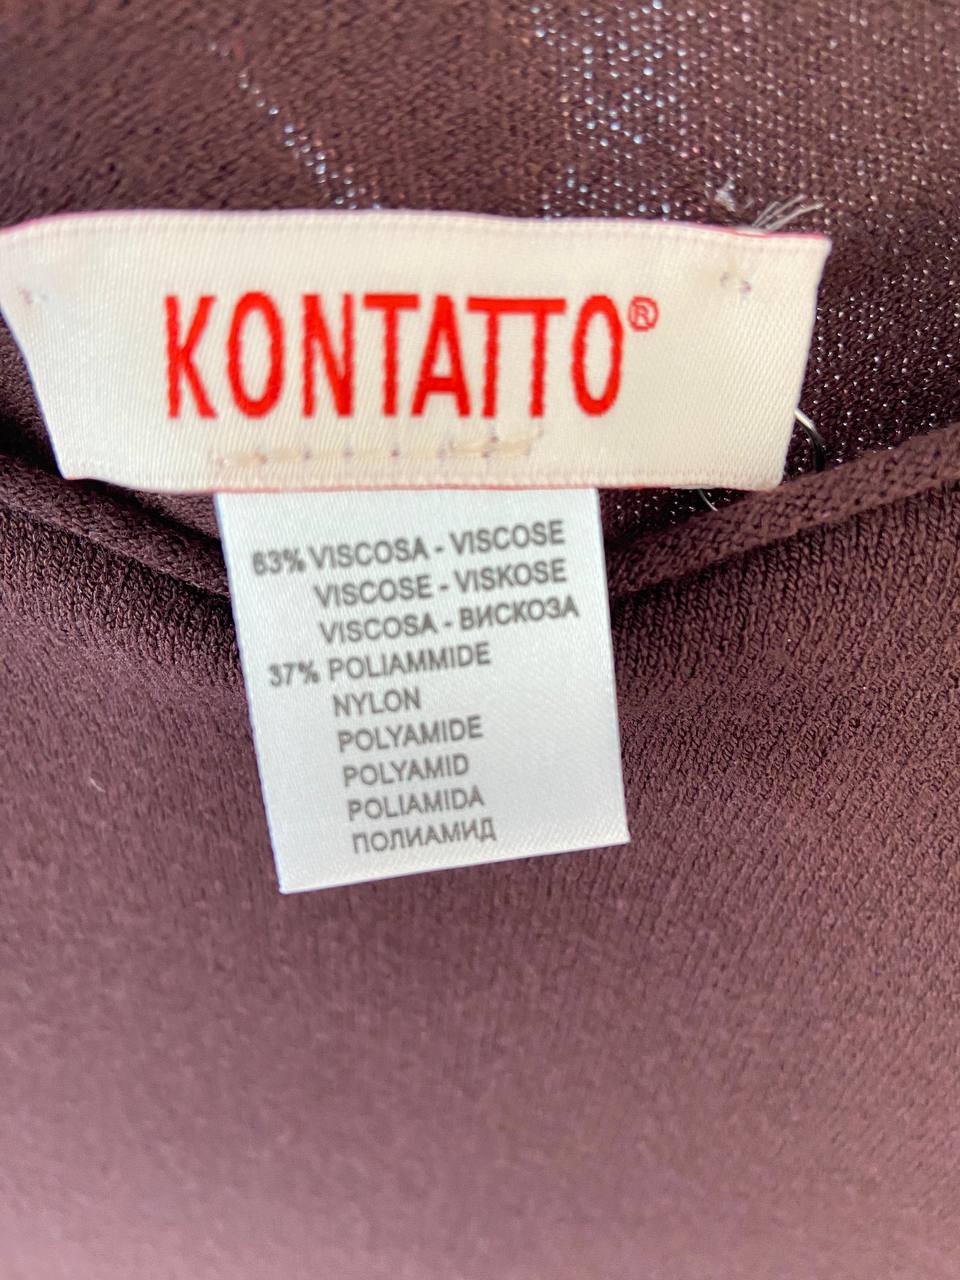 KONTATTO®
63% VISCOSA - VISCOSE
VISCOSE - VISKOSE
VISCOSA - ВИСКОЗА
37% POLIAMMIDE
NYLON
POLYAMIDE
POLYAMID
POLIAMIDA
ПОЛИАМИД